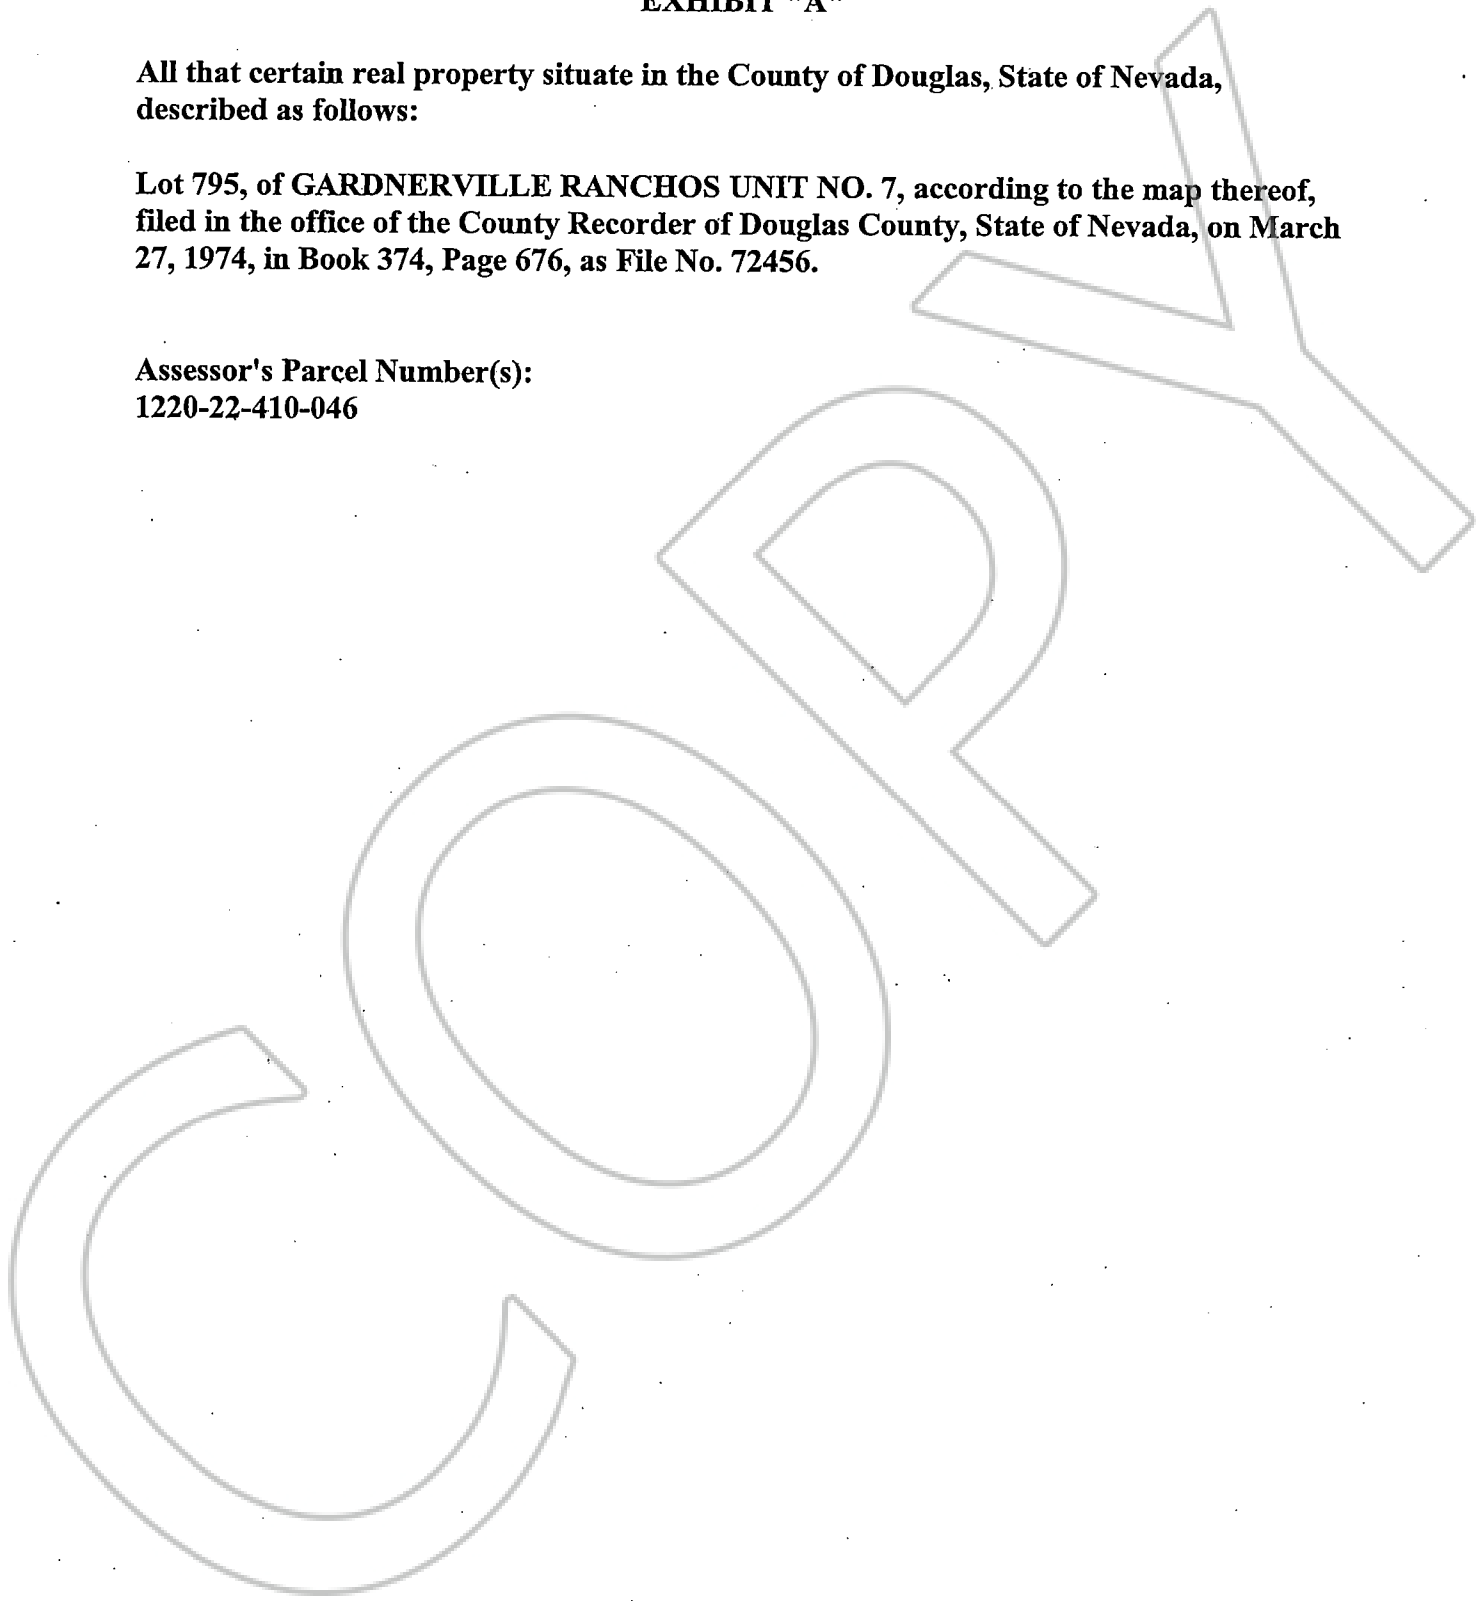 EXHIBIT "A"
All that certain real property situate in the County of Douglas, State of Nevada,
described as follows:
Lot 795, of GARDNERVILLE RANCHOS UNIT NO. 7, according to the map thereof,
filed in the office of the County Recorder of Douglas County, State of Nevada, on March
27, 1974, in Book 374, Page 676, as File No. 72456.
Assessor's Parcel Number(s):
1220-22-410-046
COPY